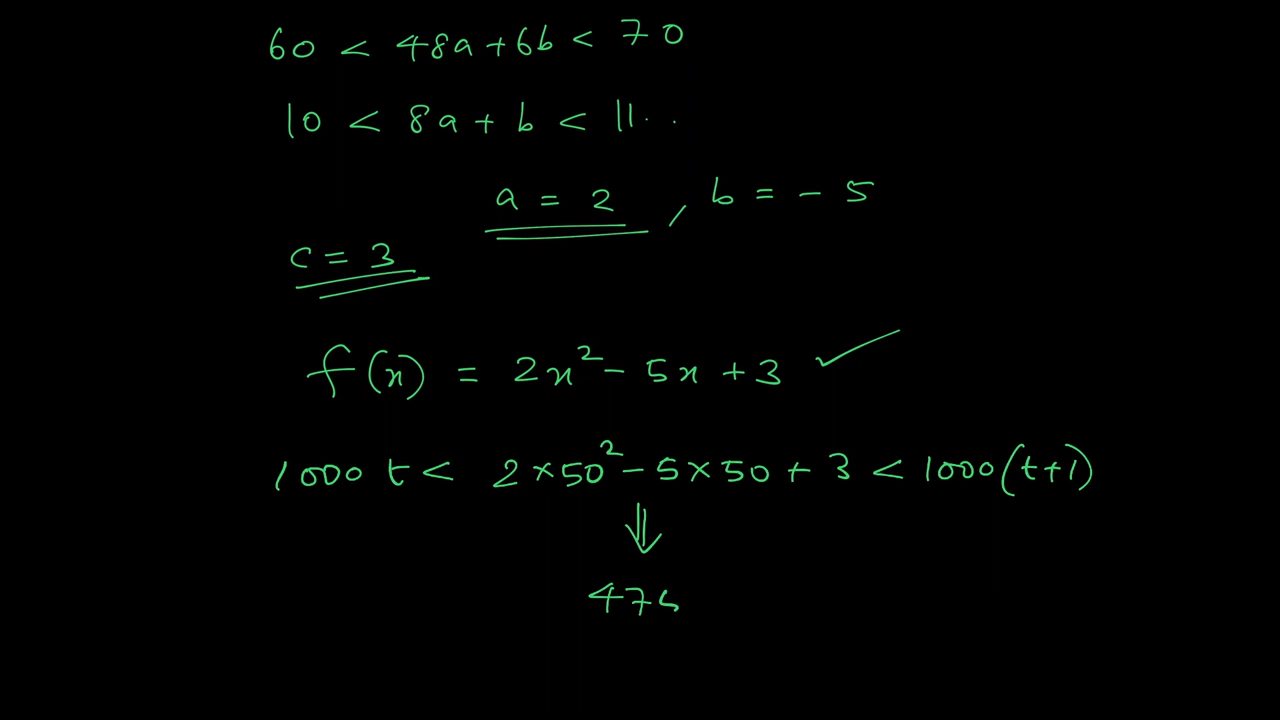 60 < 48a + 6b < 70
10 < 8a + b < 11..
a = 2 , b = - 5
c = 3
f(x) = 2x² - 5x + 3 ✓
1000 t < 2 × 50² - 5 × 50 + 3 < 1000(t+1)
⇓
47